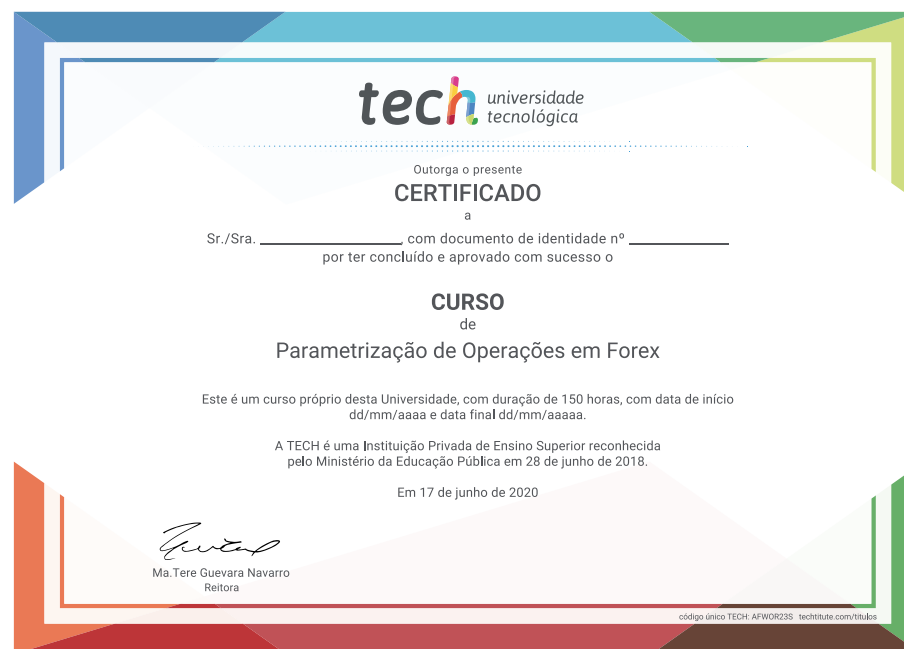 tech universidade
tecnológica
Outorga o presente
CERTIFICADO
a
Sr./Sra. ____________, com documento de identidade nº ____________
por ter concluído e aprovado com sucesso o
CURSO
de
Parametrização de Operações em Forex
Este é um curso próprio desta Universidade, com duração de 150 horas, com data de início
dd/mm/aaaa e data final dd/mm/aaaaa.
A TECH é uma Instituição Privada de Ensino Superior reconhecida
pelo Ministério da Educação Pública em 28 de junho de 2018.
Em 17 de junho de 2020
Ma.Tere Guevara Navarro
Reitora
código único TECH: AFWOR23S techtitute.com/titulos